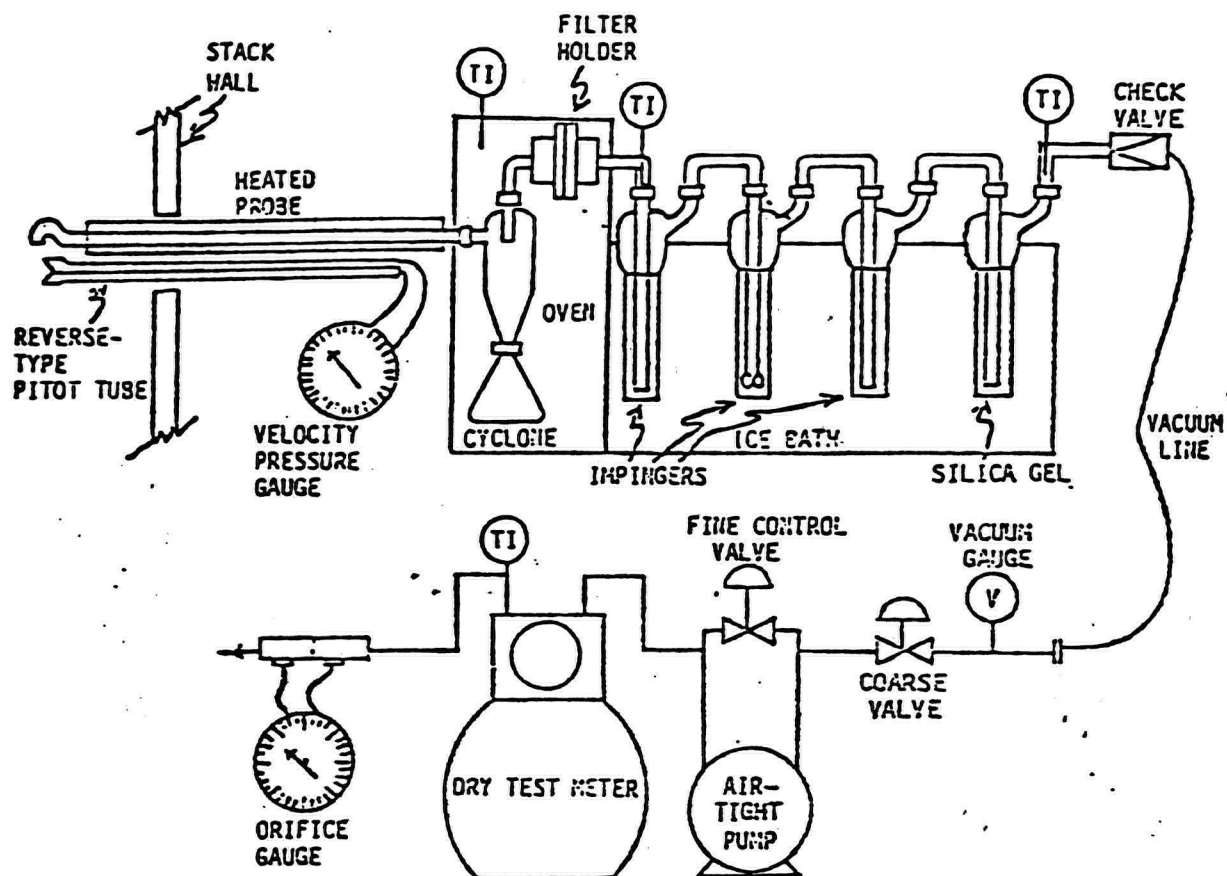 FILTER
HOLDER
STACK
HALL
TI
TI
TI
CHECK
VALVE
HEATED
PROBE
OVEN
REVERSE-
TYPE
PITOT TUBE
VELOCITY
PRESSURE
GAUGE
CYCLONE
ICE BATH
IMPINGERS
SILICA GEL
VACUUM
LINE
TI
FINE CONTROL
VALVE
VACUUM
GAUGE
V
COARSE
VALVE
DRY TEST METER
AIR-
TIGHT
PUMP
ORIFICE
GAUGE